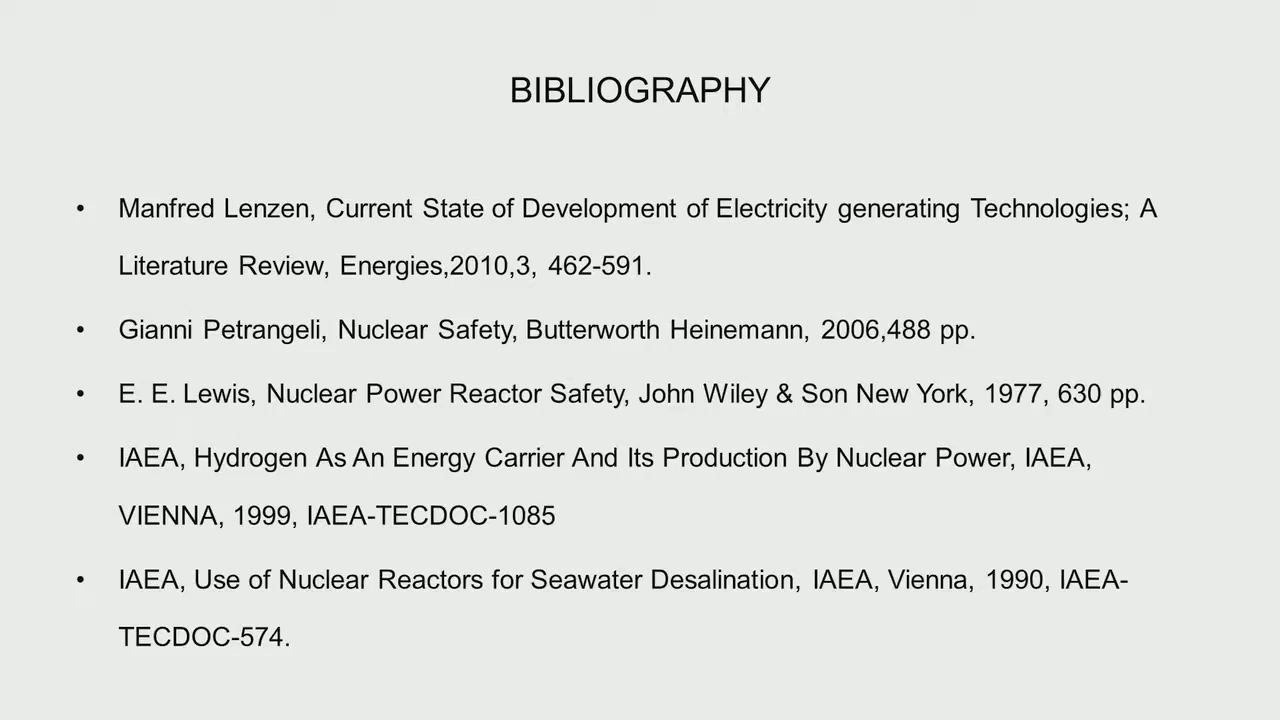 BIBLIOGRAPHY
• Manfred Lenzen, Current State of Development of Electricity generating Technologies; A
Literature Review, Energies,2010,3, 462-591.
• Gianni Petrangeli, Nuclear Safety, Butterworth Heinemann, 2006,488 pp.
• E. E. Lewis, Nuclear Power Reactor Safety, John Wiley & Son New York, 1977, 630 pp.
• IAEA, Hydrogen As An Energy Carrier And Its Production By Nuclear Power, IAEA,
VIENNA, 1999, IAEA-TECDOC-1085
• IAEA, Use of Nuclear Reactors for Seawater Desalination, IAEA, Vienna, 1990, IAEA-
TECDOC-574.